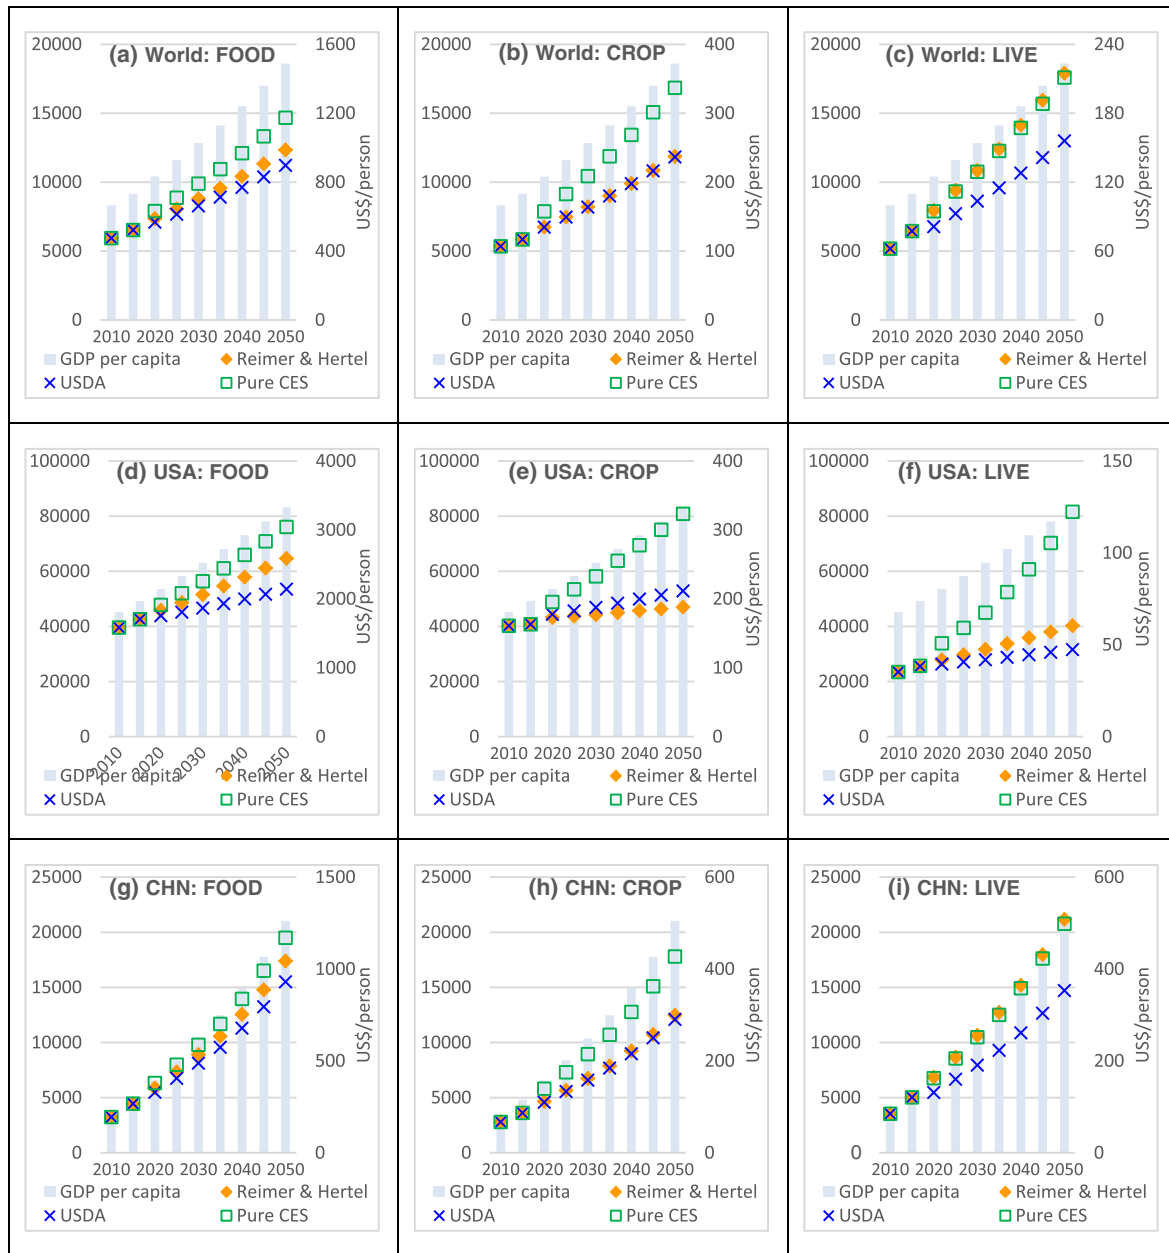 (a) World: FOOD
20000
15000
10000
5000
0
1600
1200
800
400
0
US$/person
2010 2020 2030 2040 2050
GDP per capita Reimer & Hertel
USDA Pure CES
(b) World: CROP
20000
15000
10000
5000
0
400
300
200
100
0
US$/person
2010 2020 2030 2040 2050
GDP per capita Reimer & Hertel
USDA Pure CES
(c) World: LIVE
20000
15000
10000
5000
0
240
180
120
60
0
US$/person
2010 2020 2030 2040 2050
GDP per capita Reimer & Hertel
USDA Pure CES
(d) USA: FOOD
100000
80000
60000
40000
20000
0
4000
3000
2000
1000
0
US$/person
2010 2020 2030 2040 2050
GDP per capita Reimer & Hertel
USDA Pure CES
(e) USA: CROP
100000
80000
60000
40000
20000
0
400
300
200
100
0
US$/person
2010 2020 2030 2040 2050
GDP per capita Reimer & Hertel
USDA Pure CES
(f) USA: LIVE
100000
80000
60000
40000
20000
0
150
100
50
0
US$/person
2010 2020 2030 2040 2050
GDP per capita Reimer & Hertel
USDA Pure CES
(g) CHN: FOOD
25000
20000
15000
10000
5000
0
1500
1000
500
0
US$/person
2010 2020 2030 2040 2050
GDP per capita Reimer & Hertel
USDA Pure CES
(h) CHN: CROP
25000
20000
15000
10000
5000
0
600
400
200
0
US$/person
2010 2020 2030 2040 2050
GDP per capita Reimer & Hertel
USDA Pure CES
(i) CHN: LIVE
25000
20000
15000
10000
5000
0
600
400
200
0
US$/person
2010 2020 2030 2040 2050
GDP per capita Reimer & Hertel
USDA Pure CES